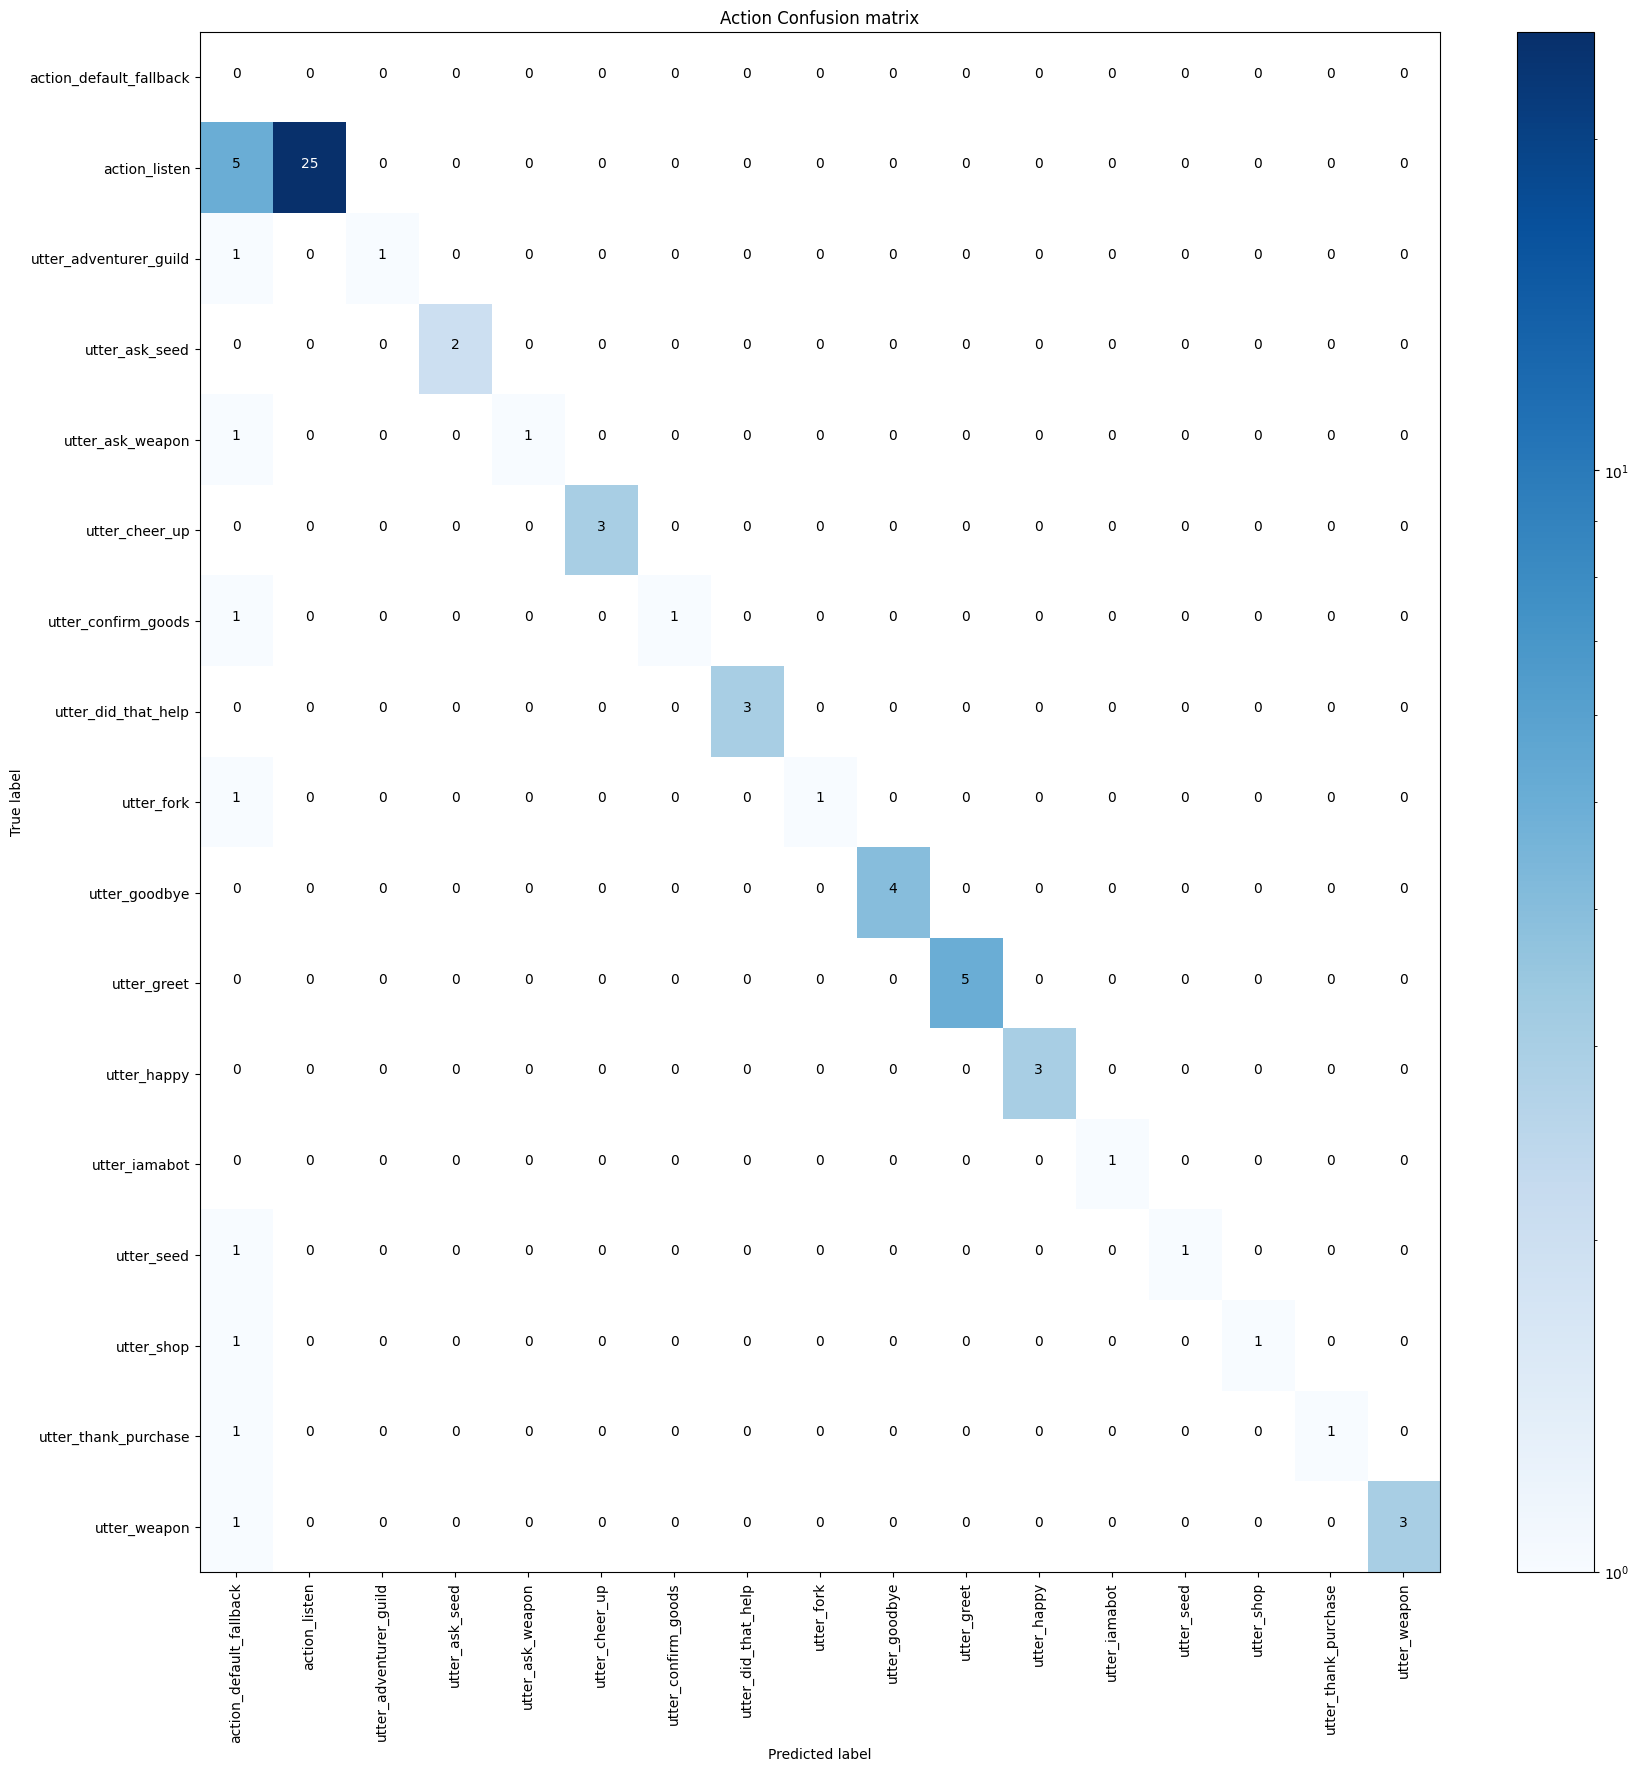 Action Confusion matrix
action_default_fallback 0 0 0 0 0 0 0 0 0 0 0 0 0 0 0 0 0
action_listen 5 25 0 0 0 0 0 0 0 0 0 0 0 0 0 0 0
utter_adventurer_guild 1 0 1 0 0 0 0 0 0 0 0 0 0 0 0 0 0
utter_ask_seed 0 0 0 2 0 0 0 0 0 0 0 0 0 0 0 0 0
utter_ask_weapon 1 0 0 0 1 0 0 0 0 0 0 0 0 0 0 0 0
utter_cheer_up 0 0 0 0 0 3 0 0 0 0 0 0 0 0 0 0 0
utter_confirm_goods 1 0 0 0 0 0 1 0 0 0 0 0 0 0 0 0 0
utter_did_that_help 0 0 0 0 0 0 0 3 0 0 0 0 0 0 0 0 0
utter_fork 1 0 0 0 0 0 0 0 1 0 0 0 0 0 0 0 0
utter_goodbye 0 0 0 0 0 0 0 0 0 4 0 0 0 0 0 0 0
utter_greet 0 0 0 0 0 0 0 0 0 0 5 0 0 0 0 0 0
utter_happy 0 0 0 0 0 0 0 0 0 0 0 3 0 0 0 0 0
utter_iamabot 0 0 0 0 0 0 0 0 0 0 0 0 1 0 0 0 0
utter_seed 1 0 0 0 0 0 0 0 0 0 0 0 0 1 0 0 0
utter_shop 1 0 0 0 0 0 0 0 0 0 0 0 0 0 1 0 0
utter_thank_purchase 1 0 0 0 0 0 0 0 0 0 0 0 0 0 0 1 0
utter_weapon 1 0 0 0 0 0 0 0 0 0 0 0 0 0 0 0 3
True label
action_default_fallback
action_listen
utter_adventurer_guild
utter_ask_seed
utter_ask_weapon
utter_cheer_up
utter_confirm_goods
utter_did_that_help
utter_fork
utter_goodbye
utter_greet
utter_happy
utter_iamabot
utter_seed
utter_shop
utter_thank_purchase
utter_weapon
Predicted label
10¹
10⁰